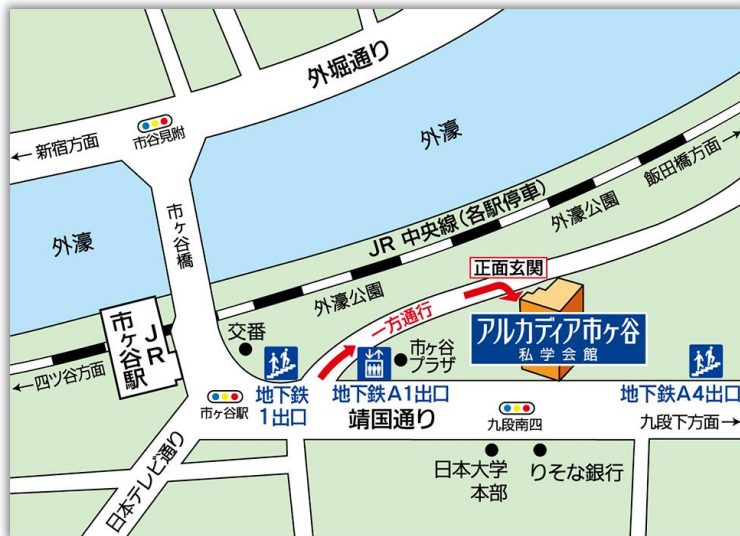 外堀通り
市谷見附
← 新宿方面
外濠
飯田橋方面 →
市ヶ谷橋
JR 中央線(各駅停車)
外濠公園
外濠
外濠公園
正面玄関
JR
市ヶ谷駅
一方通行
アルカディア市ヶ谷
私学会館
交番
市ヶ谷
プラザ
← 四ツ谷方面
地下鉄
1出口
地下鉄A1出口
地下鉄A4出口
市ヶ谷駅
靖国通り
九段南四
九段下方面→
日本テレビ通り
日本大学
本部
りそな銀行